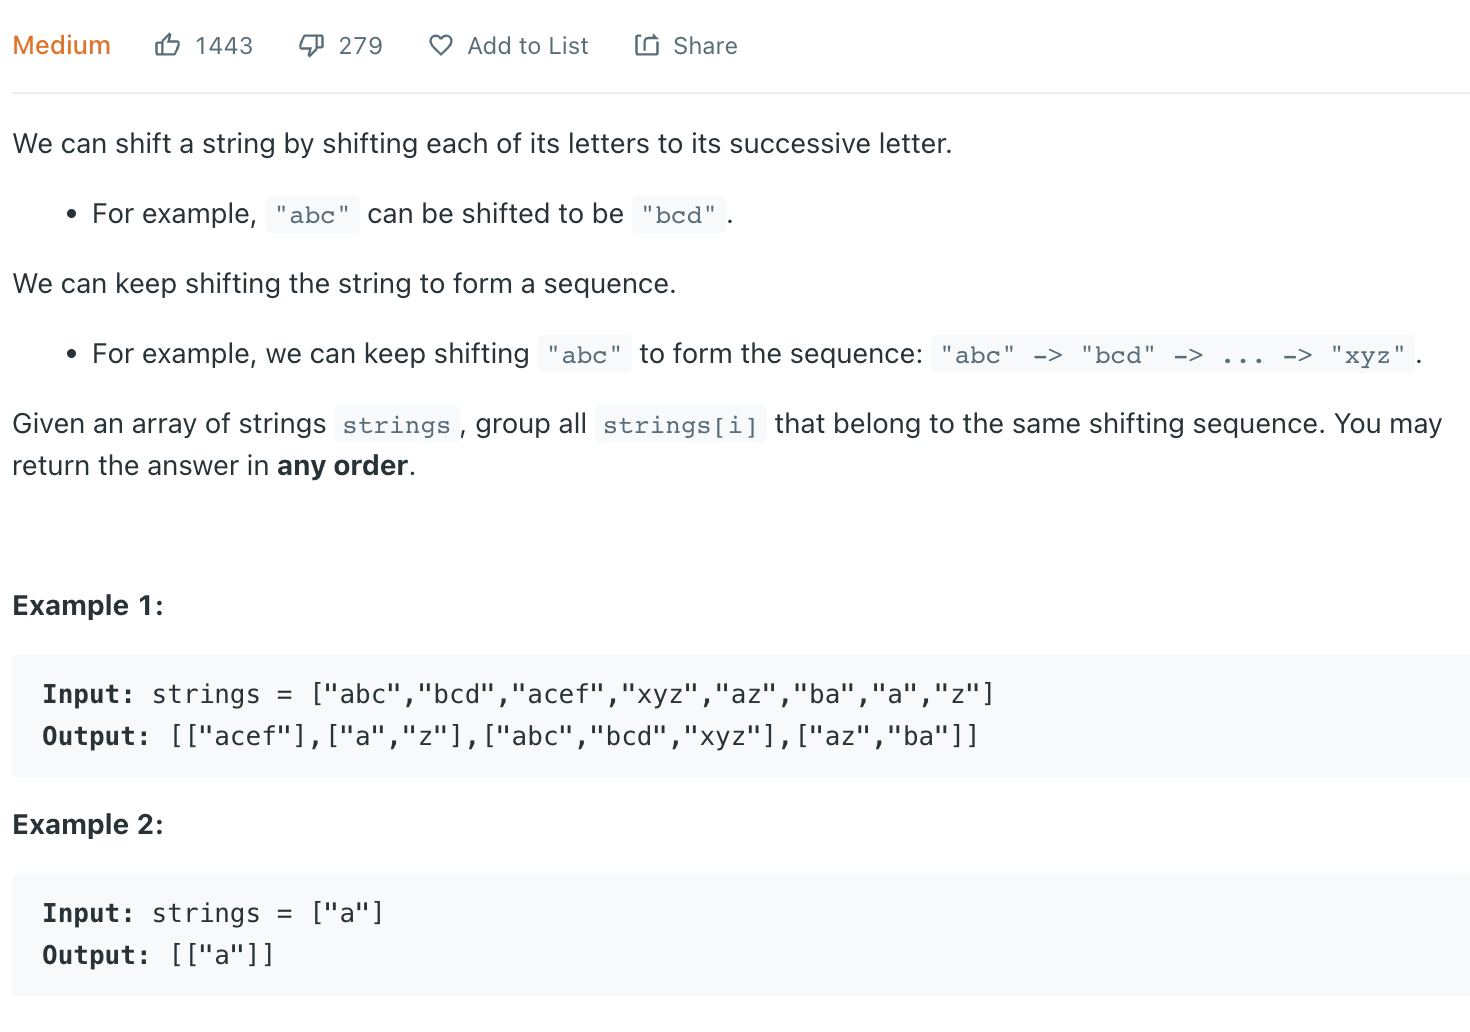 Medium 1443 279 Add to List Share
We can shift a string by shifting each of its letters to its successive letter.
• For example, "abc" can be shifted to be "bcd".
We can keep shifting the string to form a sequence.
• For example, we can keep shifting "abc" to form the sequence: "abc" -> "bcd" -> ... -> "xyz".
Given an array of strings strings, group all strings[i] that belong to the same shifting sequence. You may
return the answer in any order.
Example 1:
Input: strings = ["abc","bcd","acef","xyz","az","ba","a","z"]
Output: [["acef"],["a","z"],["abc","bcd","xyz"],["az","ba"]]
Example 2:
Input: strings = ["a"]
Output: [["a"]]